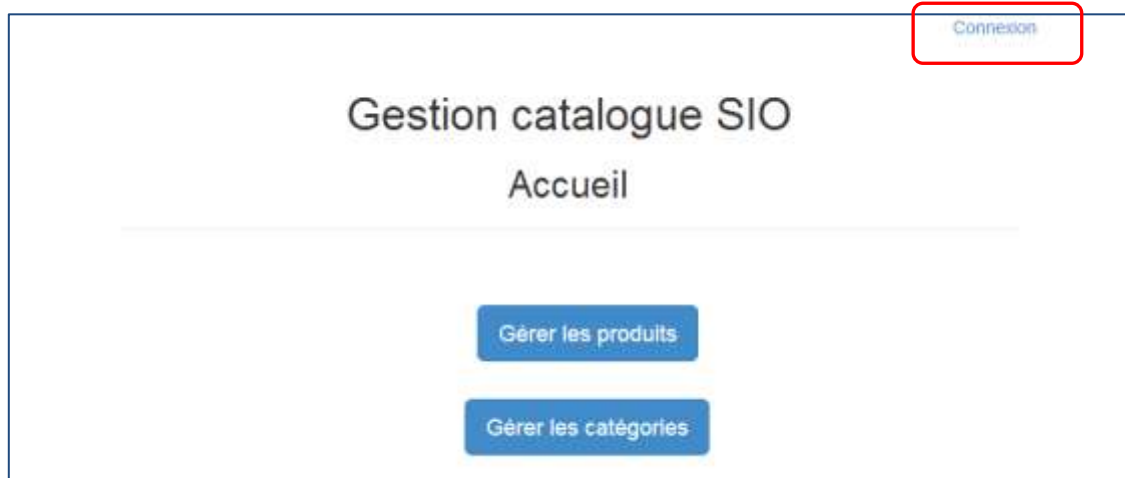 Connexion
Gestion catalogue SIO
Accueil
Gérer les produits
Gérer les catégories